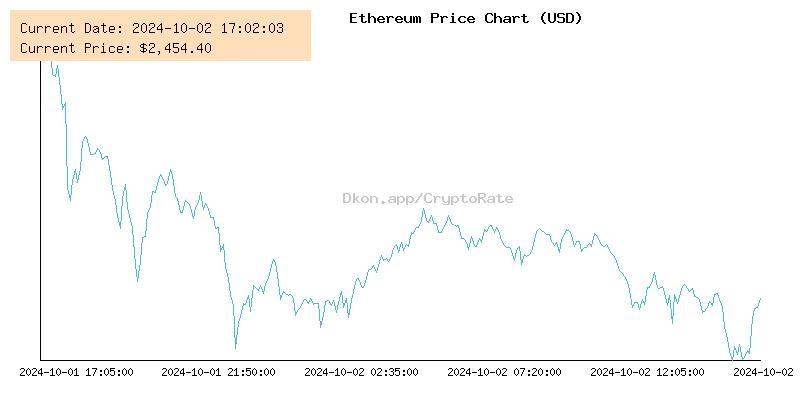 Ethereum Price Chart (USD)
Current Date: 2024-10-02 17:02:03
Current Price: $2,454.40
Dkon.app/CryptoRate
2024-10-01 17:05:00
2024-10-01 21:50:00
2024-10-02 02:35:00
2024-10-02 07:20:00
2024-10-02 12:05:00
2024-10-02